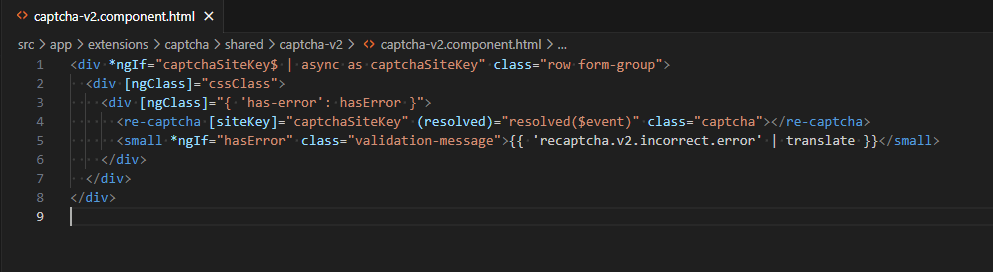 <> captcha-v2.component.html ×
src > app > extensions > captcha > shared > captcha-v2 > <> captcha-v2.component.html > ...
1 <div *ngIf="captchaSiteKey$ | async as captchaSiteKey" class="row form-group">
2   <div [ngClass]="cssClass">
3     <div [ngClass]="{ 'has-error': hasError }">
4       <re-captcha [siteKey]="captchaSiteKey" (resolved)="resolved($event)" class="captcha"></re-captcha>
5       <small *ngIf="hasError" class="validation-message">{{ 'recaptcha.v2.incorrect.error' | translate }}</small>
6     </div>
7   </div>
8 </div>
9